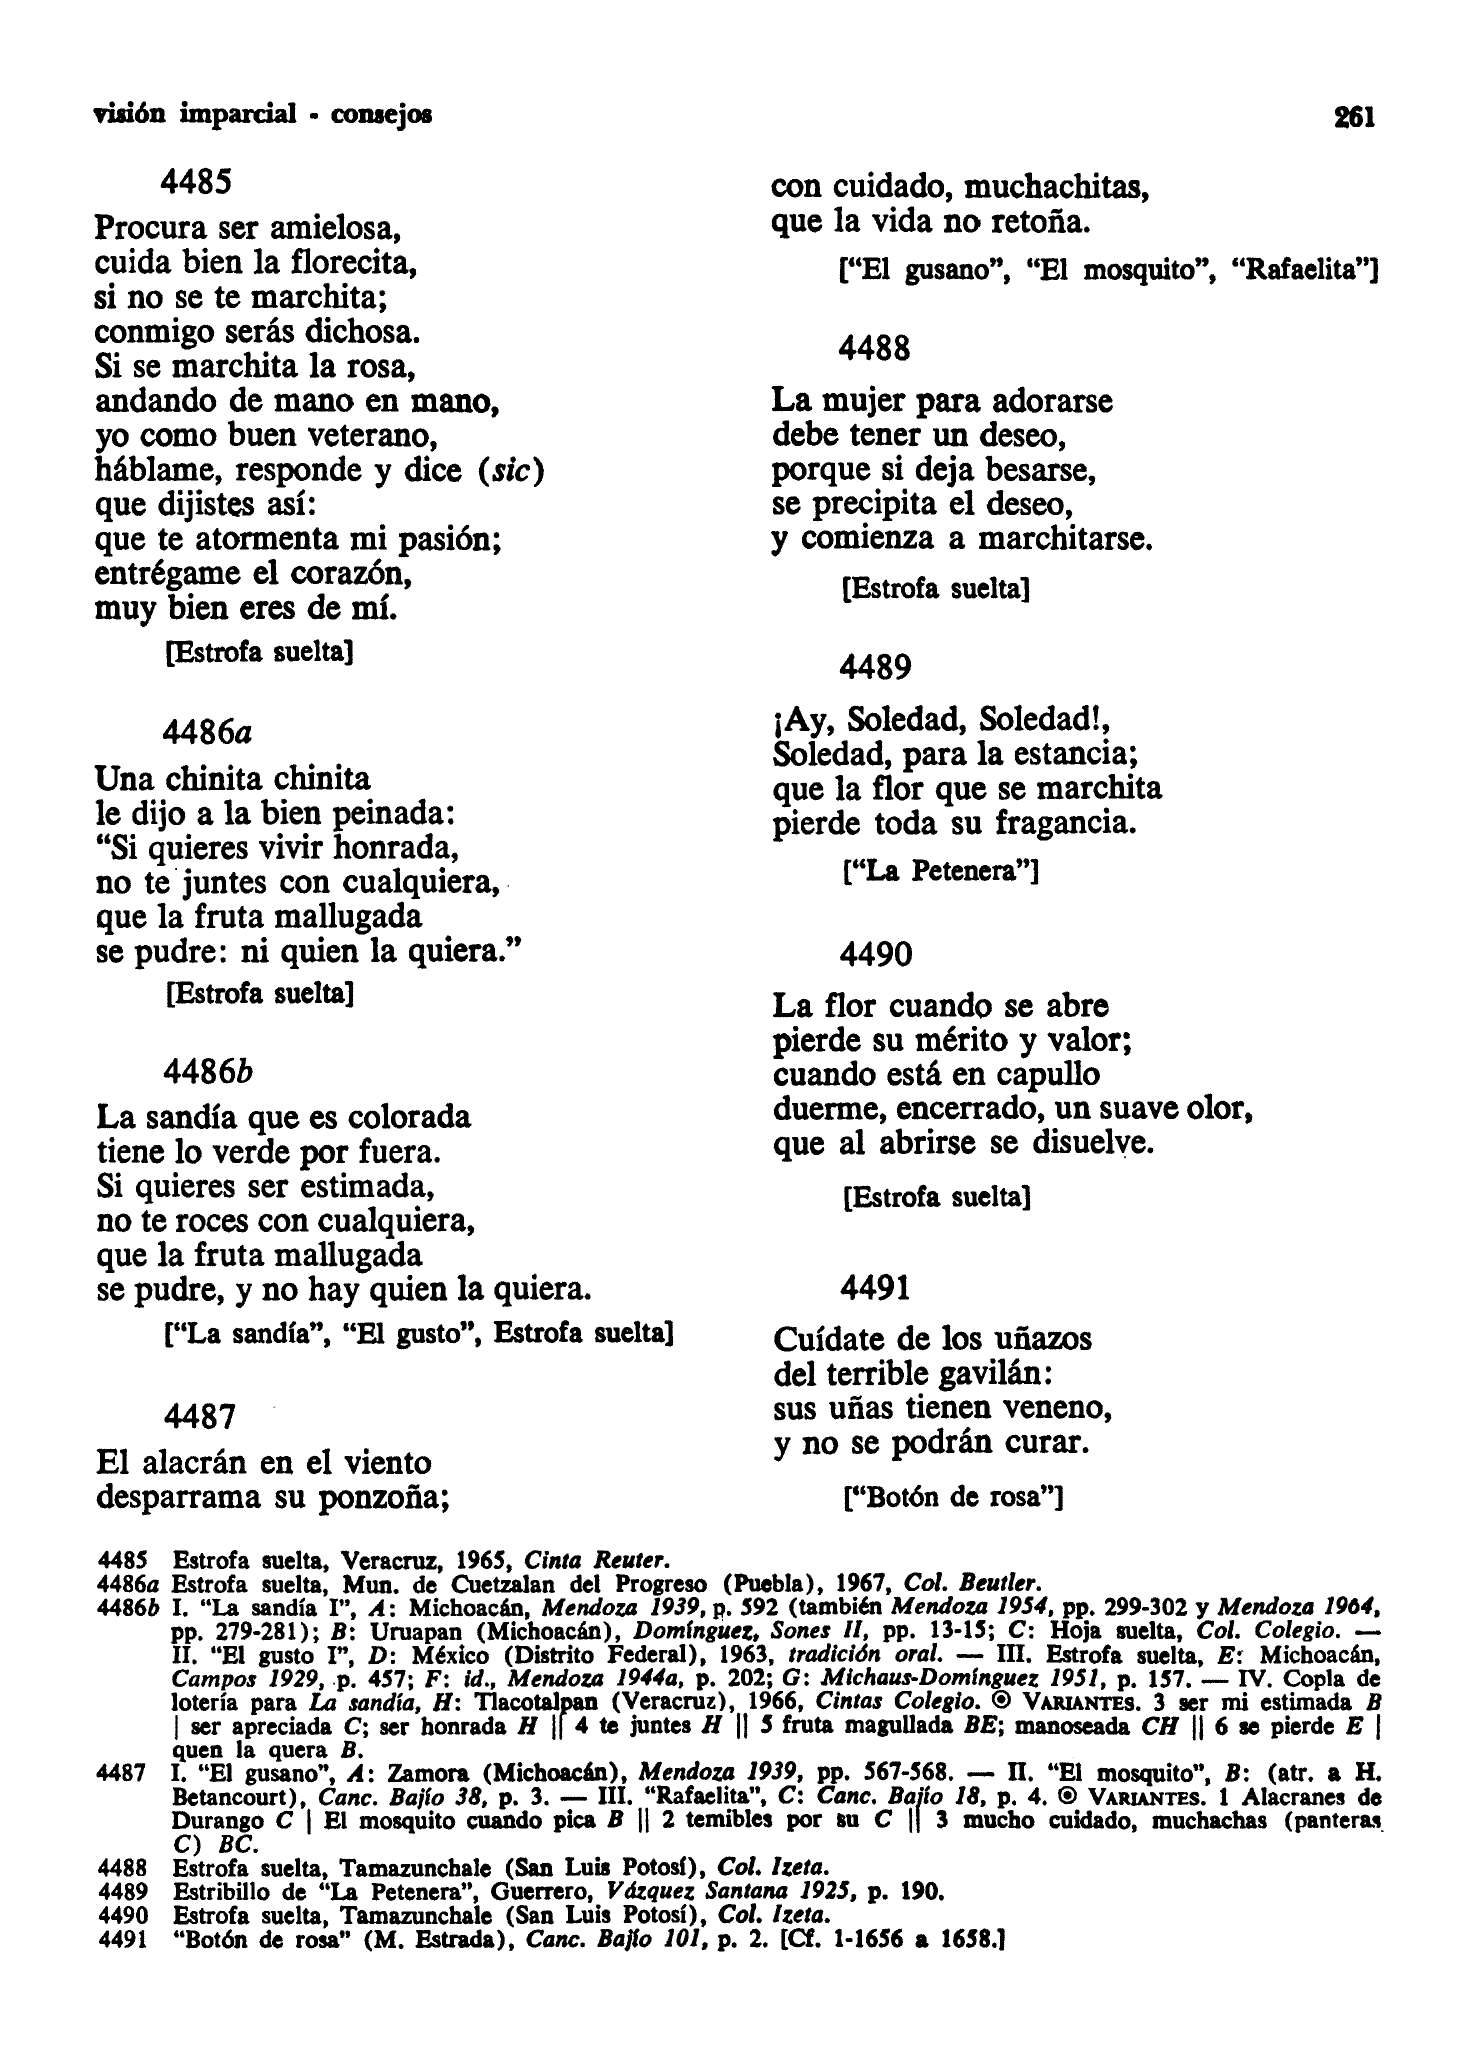 visión imparcial - consejos
261
4485
Procura ser amielosa,
cuida bien la florecita,
si no se te marchita;
conmigo serás dichosa.
Si se marchita la rosa,
andando de mano en mano,
yo como buen veterano,
háblame, responde y dice (sic)
que dijistes así:
que te atormenta mi pasión;
entrégame el corazón,
muy bien eres de mí.
[Estrofa suelta]
4486a
Una chinita chinita
le dijo a la bien peinada:
“Si quieres vivir honrada,
no te juntes con cualquiera,
que la fruta mallugada
se pudre: ni quien la quiera.”
[Estrofa suelta]
4486b
La sandía que es colorada
tiene lo verde por fuera.
Si quieres ser estimada,
no te roces con cualquiera,
que la fruta mallugada
se pudre, y no hay quien la quiera.
[“La sandía”, “El gusto”, Estrofa suelta]
4487
El alacrán en el viento
desparrama su ponzoña;
con cuidado, muchachitas,
que la vida no retoña.
[“El gusano”, “El mosquito”, “Rafaelita”]
4488
La mujer para adorarse
debe tener un deseo,
porque si deja besarse,
se precipita el deseo,
y comienza a marchitarse.
[Estrofa suelta]
4489
¡Ay, Soledad, Soledad!,
Soledad, para la estancia;
que la flor que se marchita
pierde toda su fragancia.
[“La Petenera”]
4490
La flor cuando se abre
pierde su mérito y valor;
cuando está en capullo
duerme, encerrado, un suave olor,
que al abrirse se disuelve.
[Estrofa suelta]
4491
Cuídate de los uñazos
del terrible gavilán:
sus uñas tienen veneno,
y no se podrán curar.
[“Botón de rosa”]
4485 Estrofa suelta, Veracruz, 1965, Cinta Reuter.
4486a Estrofa suelta, Mun. de Cuetzalan del Progreso (Puebla), 1967, Col. Beutler.
4486b I. “La sandía I”, A: Michoacán, Mendoza 1939, p. 592 (también Mendoza 1954, pp. 299-302 y Mendoza 1964,
pp. 279-281); B: Uruapan (Michoacán), Domínguez, Sones II, pp. 13-15; C: Hoja suelta, Col. Colegio. —
II. “El gusto I”, D: México (Distrito Federal), 1963, tradición oral. — III. Estrofa suelta, E: Michoacán,
Campos 1929, p. 457; F: id., Mendoza 1944a, p. 202; G: Michaus-Domínguez 1951, p. 157. — IV. Copla de
lotería para La sandía, H: Tlacotalpan (Veracruz), 1966, Cintas Colegio. ® VARIANTES. 3 ser mi estimada B
| ser apreciada C; ser honrada H || 4 te juntes H || 5 fruta magullada BE; manoseada CH || 6 se pierde E |
quen la quera B.
4487 I. “El gusano”, A: Zamora (Michoacán), Mendoza 1939, pp. 567-568. — II. “El mosquito”, B: (atr. a H.
Betancourt), Canc. Bajío 38, p. 3. — III. “Rafaelita”, C: Canc. Bajío 18, p. 4. ® VARIANTES. 1 Alacranes de
Durango C | El mosquito cuando pica B || 2 temibles por su C || 3 mucho cuidado, muchachas (panteras
C) BC.
4488 Estrofa suelta, Tamazunchale (San Luis Potosí), Col. Izeta.
4489 Estribillo de “La Petenera”, Guerrero, Vázquez Santana 1925, p. 190.
4490 Estrofa suelta, Tamazunchale (San Luis Potosí), Col. Izeta.
4491 “Botón de rosa” (M. Estrada), Canc. Bajío 101, p. 2. [Cf. 1-1656 a 1658.]